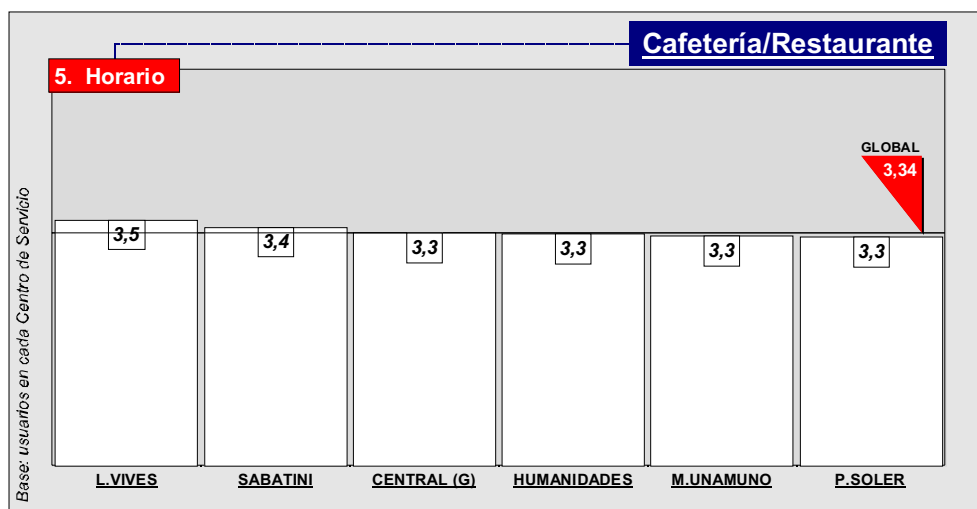 Cafetería/Restaurante
5. Horario
GLOBAL
3,34
3,5
3,4
3,3
3,3
3,3
3,3
L.VIVES
SABATINI
CENTRAL (G)
HUMANIDADES
M.UNAMUNO
P.SOLER
Base: usuarios en cada Centro de Servicio